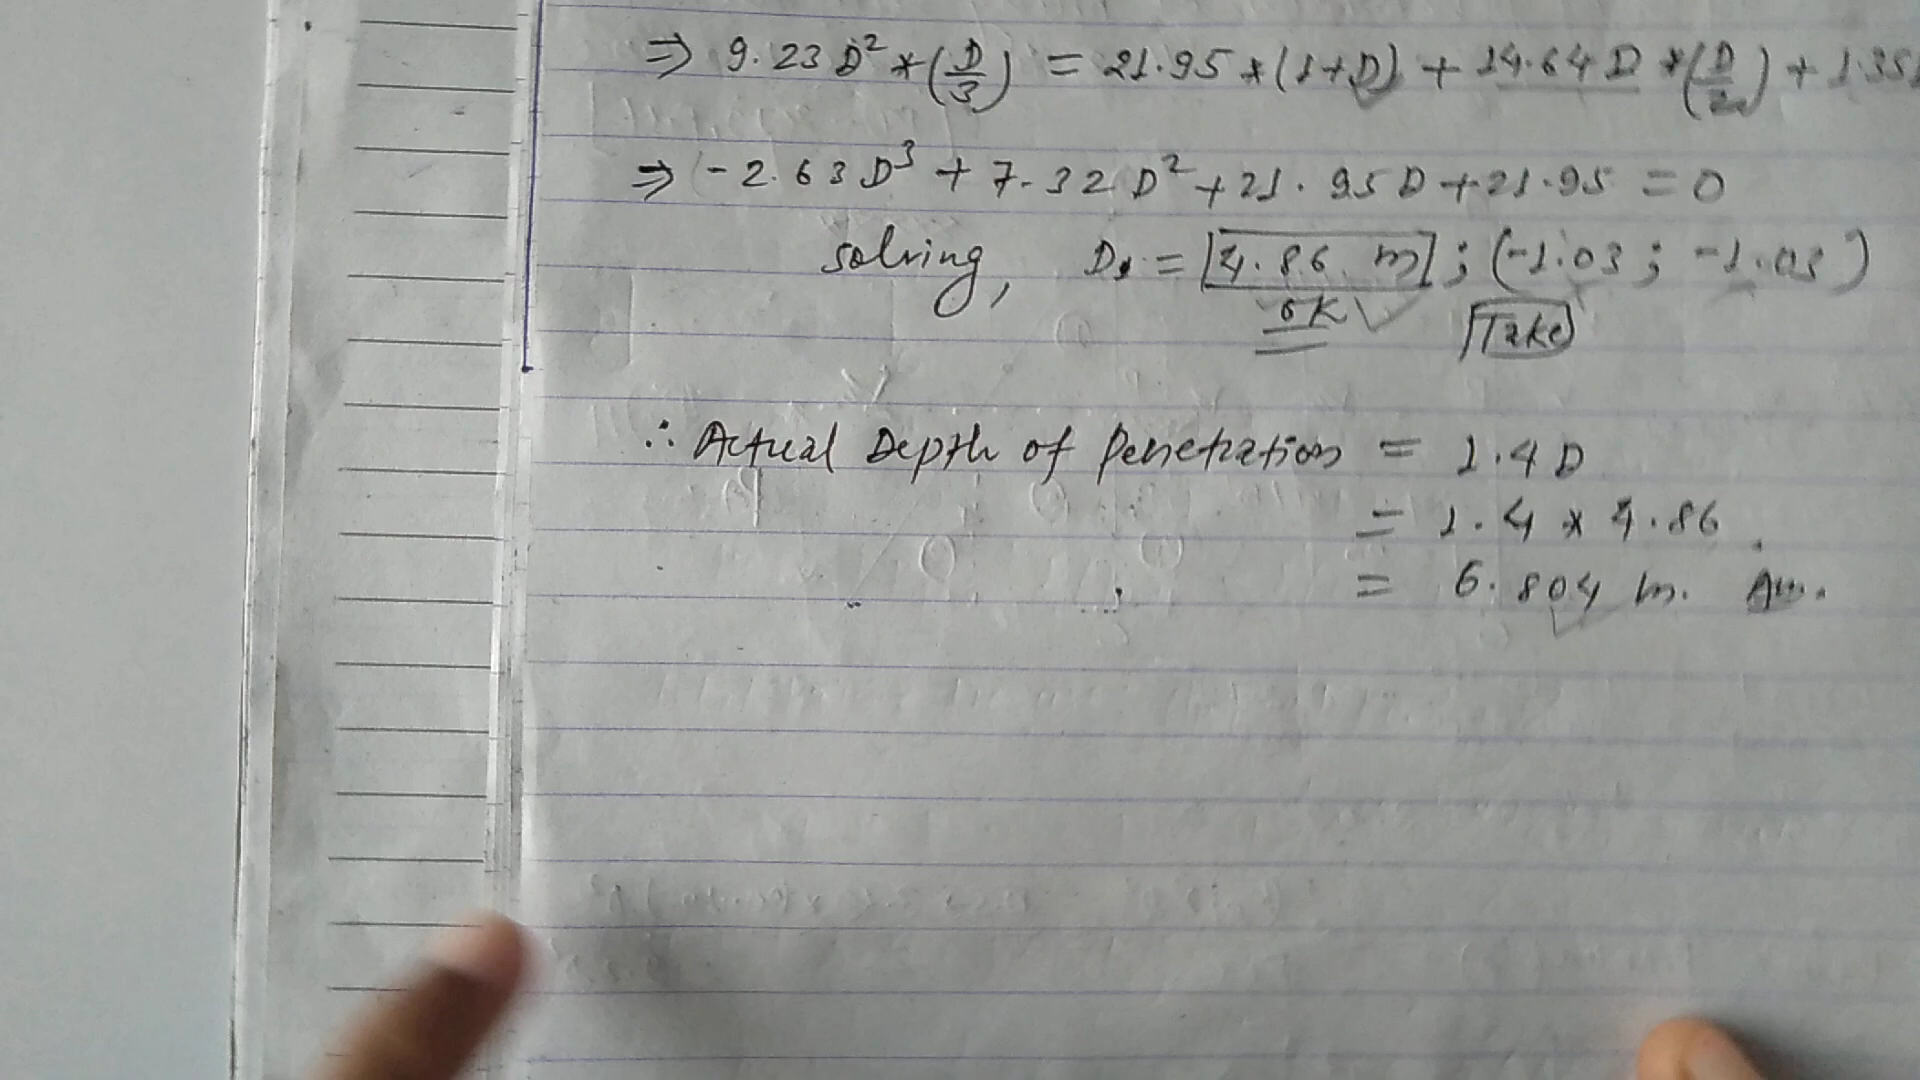 ⇒ 9.23 D² * (D/3) = 21.95 * (1+D) + 14.64 D * (D/2) + 1.35
⇒ -2.63 D³ + 7.32 D² + 21.95 D + 21.95 = 0
solving, D = 4.86 m ; (-1.03 ; -1.03)
ok Take
∴ Actual Depth of Penetration = 1.4 D
= 1.4 * 4.86
= 6.804 m. Ans.